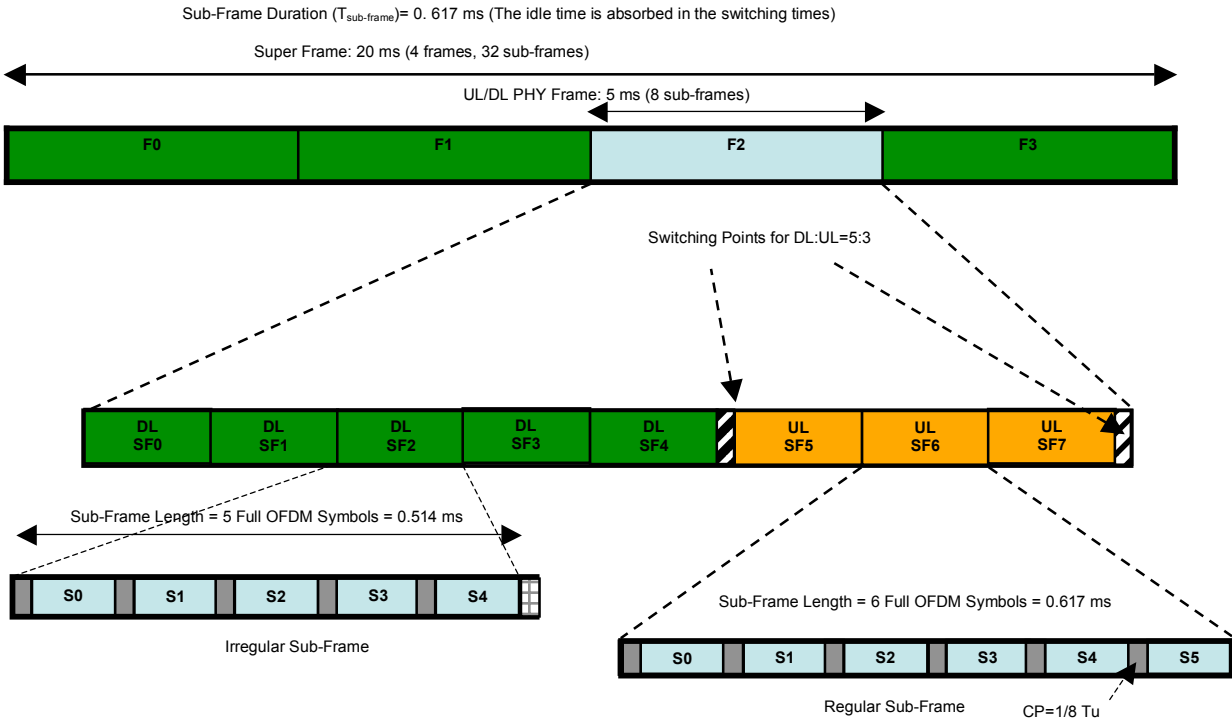 Sub-Frame Duration (Tsub-frame)= 0. 617 ms (The idle time is absorbed in the switching times)
Super Frame: 20 ms (4 frames, 32 sub-frames)
UL/DL PHY Frame: 5 ms (8 sub-frames)
F0 F1 F2 F3
Switching Points for DL:UL=5:3
DL DL DL DL DL UL UL UL
SF0 SF1 SF2 SF3 SF4 SF5 SF6 SF7
Sub-Frame Length = 5 Full OFDM Symbols = 0.514 ms
S0 S1 S2 S3 S4
Irregular Sub-Frame
Sub-Frame Length = 6 Full OFDM Symbols = 0.617 ms
S0 S1 S2 S3 S4 S5
Regular Sub-Frame
CP=1/8 Tu